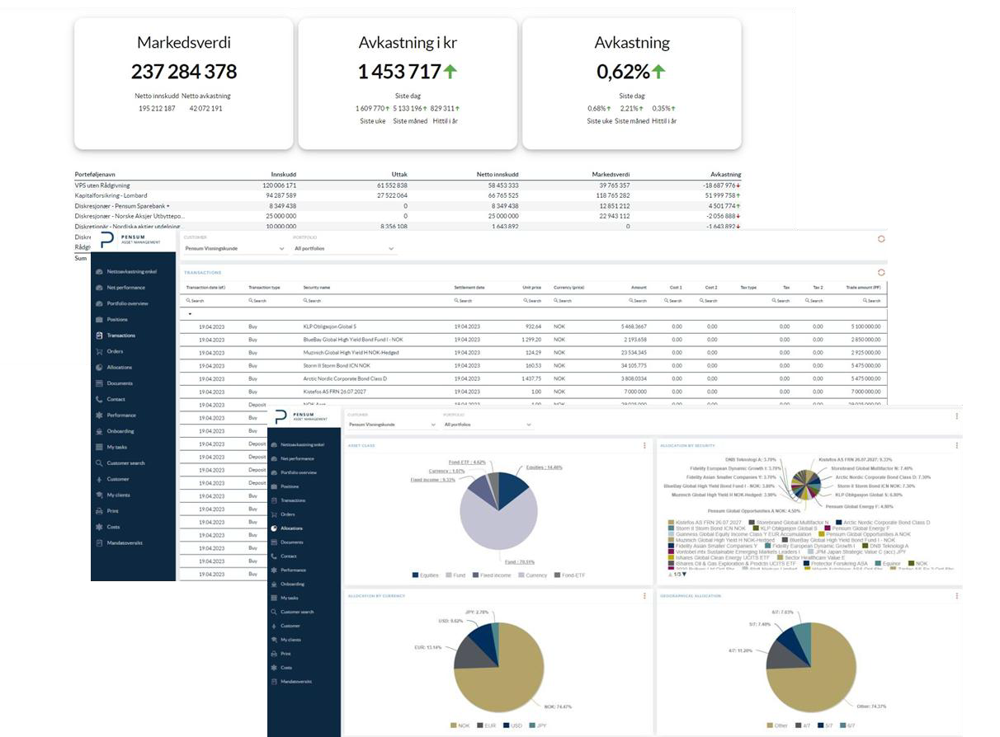 Markedsverdi
237 284 378
Netto innskudd Netto avkastning
195 212 187 42 072 191
Avkastning i kr
1 453 717
Siste dag
1 609 770 5 133 196 829 311
Siste uke Siste måned Hittil i år
Avkastning
0,62%
Siste dag
0,68% 2,21% 0,35%
Siste uke Siste måned Hittil i år
Porteføljenavn Innskudd Uttak Netto innskudd Markedsverdi Avkastning
VPS uten Rådgivning 120 006 171 61 552 838 58 453 333 39 765 357 -18 687 976
Kapitalforsikring - Lombard 94 287 589 27 522 064 66 765 525 118 765 282 51 999 758
Diskresjonær - Pensum Sparebank + 8 349 438 0 8 349 438 12 851 212 4 501 774
Diskresjonær - Norske Aksjer Utbyttepo... 25 000 000 0 25 000 000 22 943 112 -2 056 888
Diskretionär - Nordiska aktier utdelning... 10 000 000 8 356 108 1 643 892 0 -1 643 892
Diskre
Rådgi
Sum
PENSUM
ASSET MANAGEMENT
Nettoavkastning enkel
Net performance
Portfolio overview
Positions
Transactions
Orders
Allocations
Documents
Contact
Performance
Onboarding
My tasks
Customer search
Customer
My clients
Print
Costs
Mandatoversikt
CUSTOMER PORTFOLIO
Pensum Visningskunde All portfolios
TRANSACTIONS
Transaction date (ef.) Transaction type Security name Settlement date Unit price Currency (price) Amount Cost 1 Cost 2 Tax type Tax Tax 2 Trade amount (PF)
Search Search Search Search Search Search Search Search Search Search Search Search
19.04.2023 Buy KLP Obligasjon Global S 19.04.2023 932,64 NOK 5 468,3667 0,00 0,00 0,00 0,00 5 100 000,00
19.04.2023 Buy BlueBay Global High Yield Bond Fund I - NOK 19.04.2023 1 299,20 NOK 2 193,658 0,00 0,00 0,00 0,00 2 850 000,00
19.04.2023 Buy Muzinich Global High Yield H NOK-Hedged 19.04.2023 124,29 NOK 23 534,345 0,00 0,00 0,00 0,00 2 925 000,00
19.04.2023 Buy Storm II Storm Bond ICN NOK 19.04.2023 160,53 NOK 34 105,775 0,00 0,00 0,00 0,00 5 475 000,00
19.04.2023 Buy Arctic Nordic Corporate Bond Class D 19.04.2023 1 437,75 NOK 3 808,0334 0,00 0,00 0,00 0,00 5 475 000,00
19.04.2023 Buy Kistefos AS FRN 26.07.2027 19.04.2023 1,00 NOK 7 000 000 0,00 0,00 0,00 0,00 7 000 000,00
19.04.2023 Deposit
19.04.2023 Buy
19.04.2023 Buy
19.04.2023 Deposit
19.04.2023 Deposit
19.04.2023 Deposit
19.04.2023 Deposit
19.04.2023 Buy
19.04.2023 Buy
19.04.2023 Buy
19.04.2023 Buy
19.04.2023 Buy
19.04.2023 Buy
19.04.2023 Buy
PENSUM
ASSET MANAGEMENT
Nettoavkastning enkel
Net performance
Portfolio overview
Positions
Transactions
Orders
Allocations
Documents
Contact
Performance
Onboarding
My tasks
Customer search
Customer
My clients
Print
Costs
Mandatoversikt
CUSTOMER PORTFOLIO
Pensum Visningskunde All portfolios
ASSET CLASS
Fond-ETF : 4.62%
Currency : 1.07%
Fixed income : 9.33%
Equities : 14.46%
Fund : 70.51%
Equities Fund Fixed income Currency Fond-ETF
ALLOCATION BY SECURITY
DNB Teknologi A: 3.70%
Fidelity European Dynamic Growth I: 3.70%
Fidelity Asian Smaller Companies Y: 3.70%
BlueBay Global High Yield Bond Fund I - NOK: 3.80%
Muzinich Global High Yield H NOK-Hedged: 3.90%
Pensum Global Opportunities A NOK: 4.50%
Kistefos AS FRN 26.07.2027: 9.33%
Storebrand Global Multifactor N: 7.40%
Arctic Nordic Corporate Bond Class D: 7.30%
Storm II Storm Bond ICN NOK: 7.30%
KLP Obligasjon Global S: 6.80%
Pensum Global Energy F: 4.80%
Kistefos AS FRN 26.07.2027 Storebrand Global Multifactor N Arctic Nordic Corporate Bond Class D
Storm II Storm Bond ICN NOK KLP Obligasjon Global S Pensum Global Energy F
Guinness Global Equity Income Class Y EUR Accumulation Pensum Global Opportunities A NOK
Muzinich Global High Yield H NOK-Hedged BlueBay Global High Yield Bond Fund I - NOK
Fidelity Asian Smaller Companies Y Fidelity European Dynamic Growth I DNB Teknologi A
Vontobel mtx Sustainable Emerging Markets Leaders I JPM Japan Strategic Value C (acc) JPY
iShares Global Clean Energy UCITS ETF Sector Healthcare Value E
iShares Oil & Gas Exploration & Prodctn UCITS ETF Protector Forsikring ASA Equinor NOK
1/3
ALLOCATION BY CURRENCY
JPY: 2.78%
USD: 9.62%
EUR: 13.14%
NOK: 74.47%
NOK EUR USD JPY
GEOGRAPHICAL ALLOCATION
6/7: 7.03%
5/7: 7.40%
4/7: 11.20%
Other: 74.37%
Other 4/7 5/7 6/7